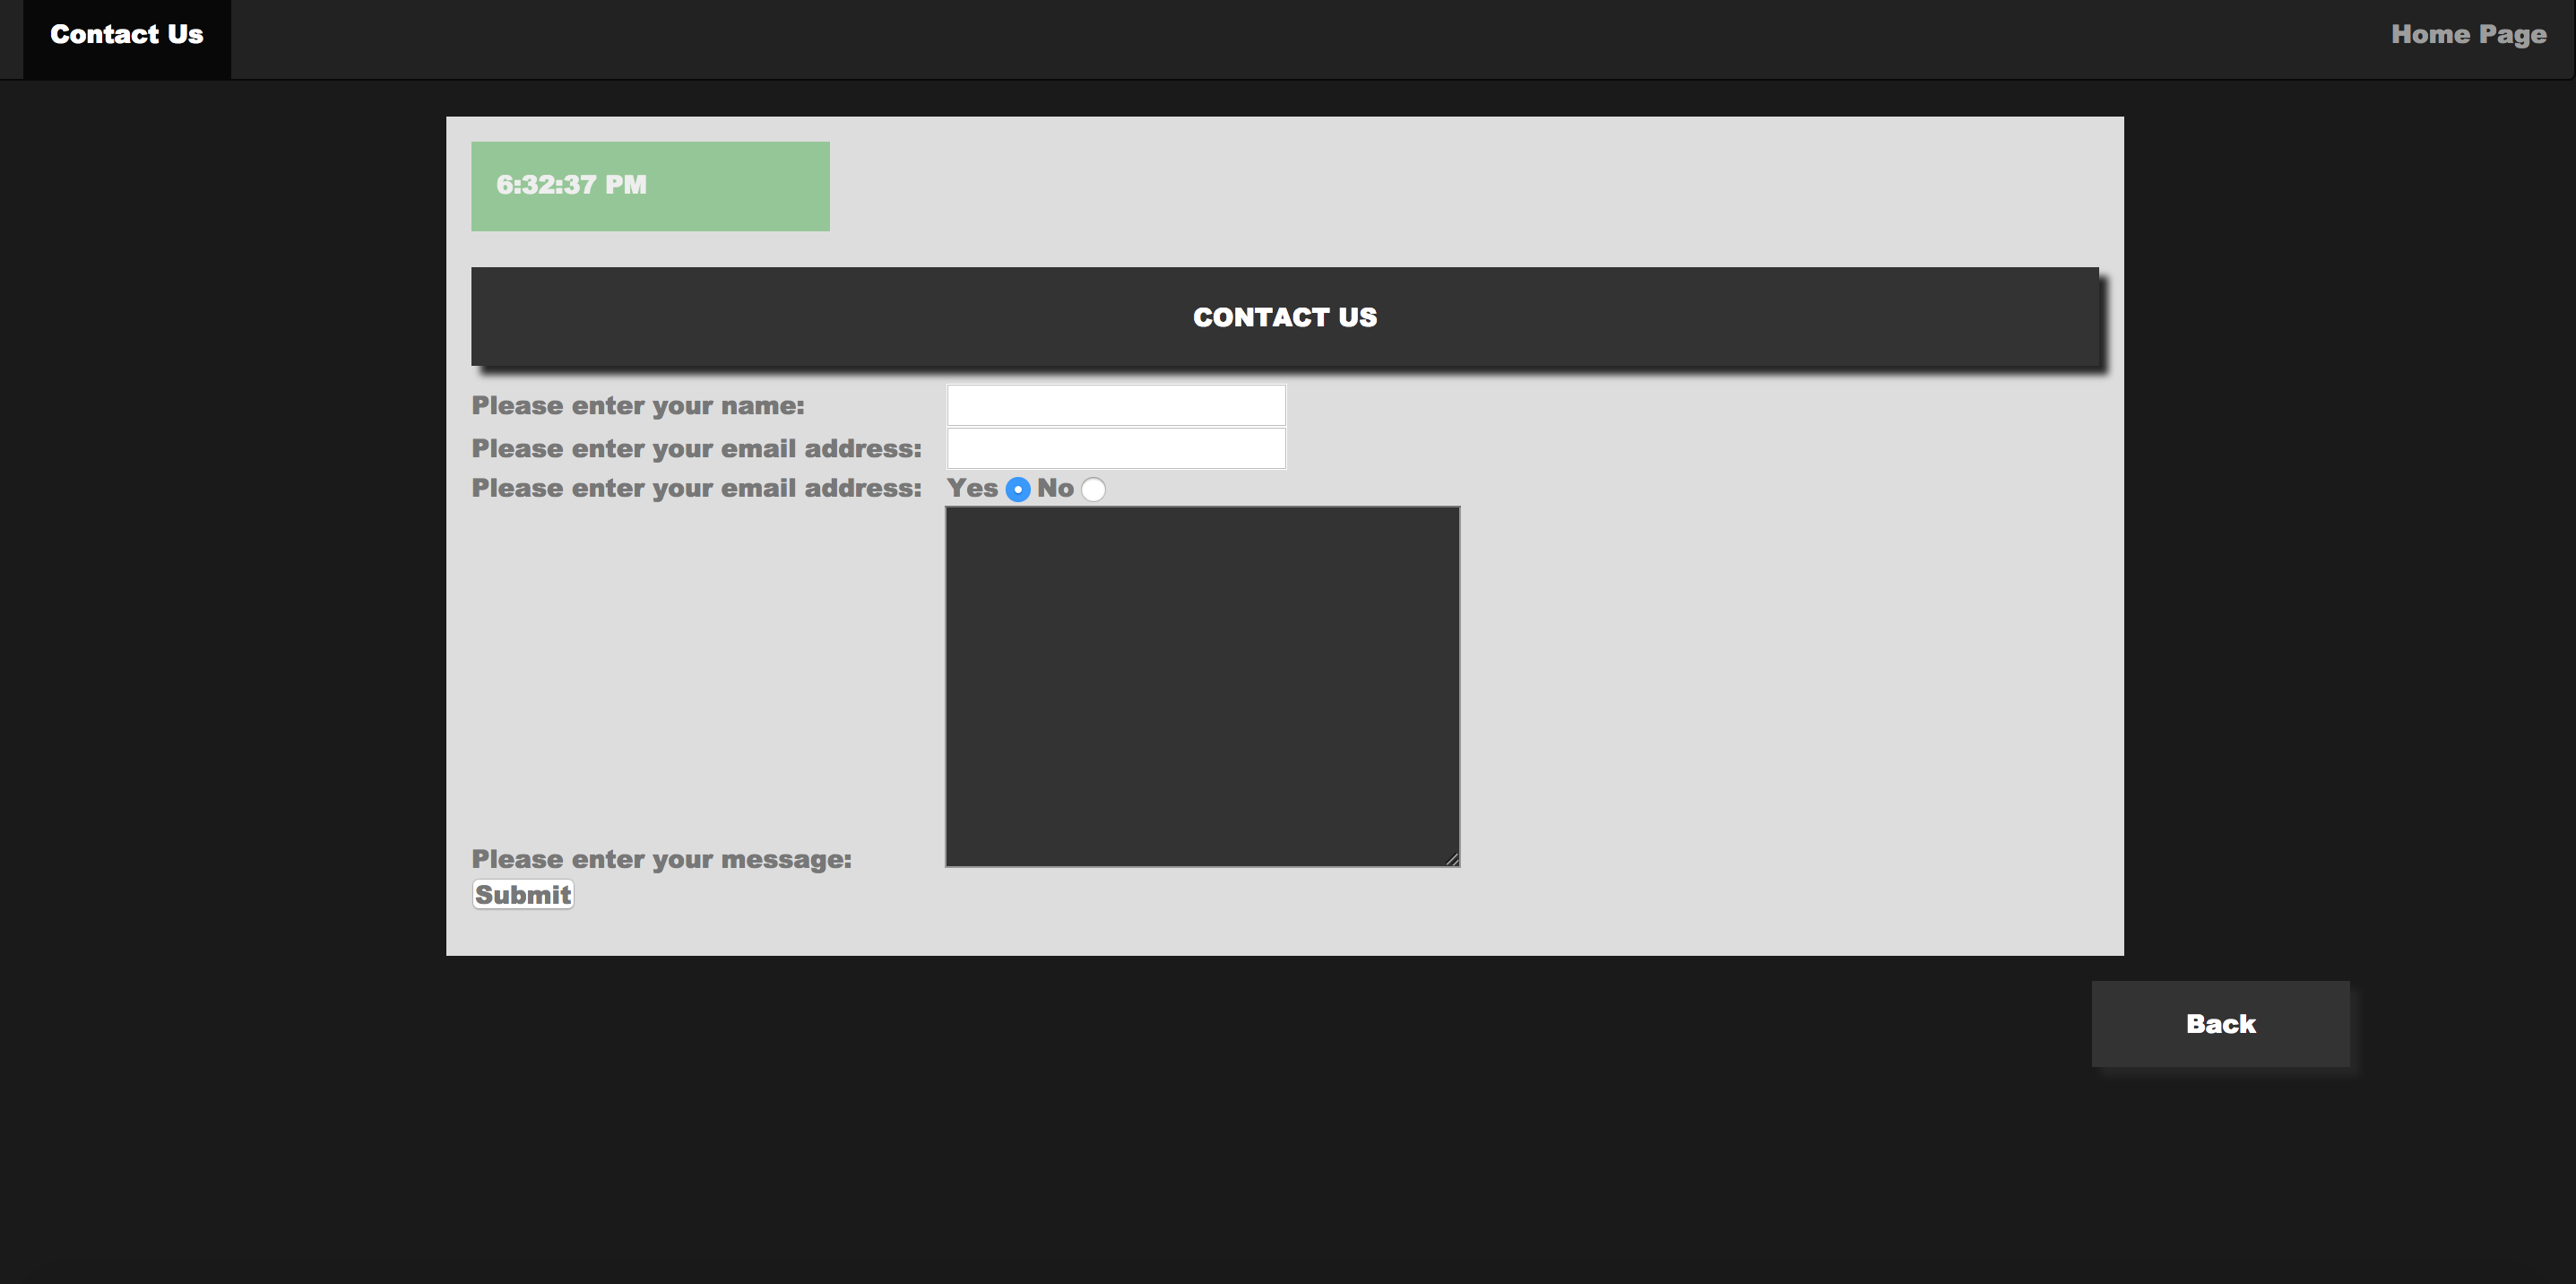 Contact Us
Home Page
6:32:37 PM
CONTACT US
Please enter your name:
Please enter your email address:
Please enter your email address: Yes No
Please enter your message:
Submit
Back